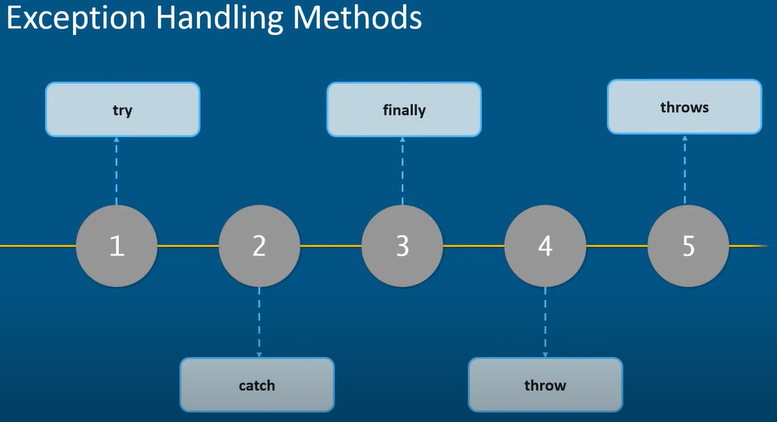 Exception Handling Methods
try
finally
throws
1
2
3
4
5
catch
throw